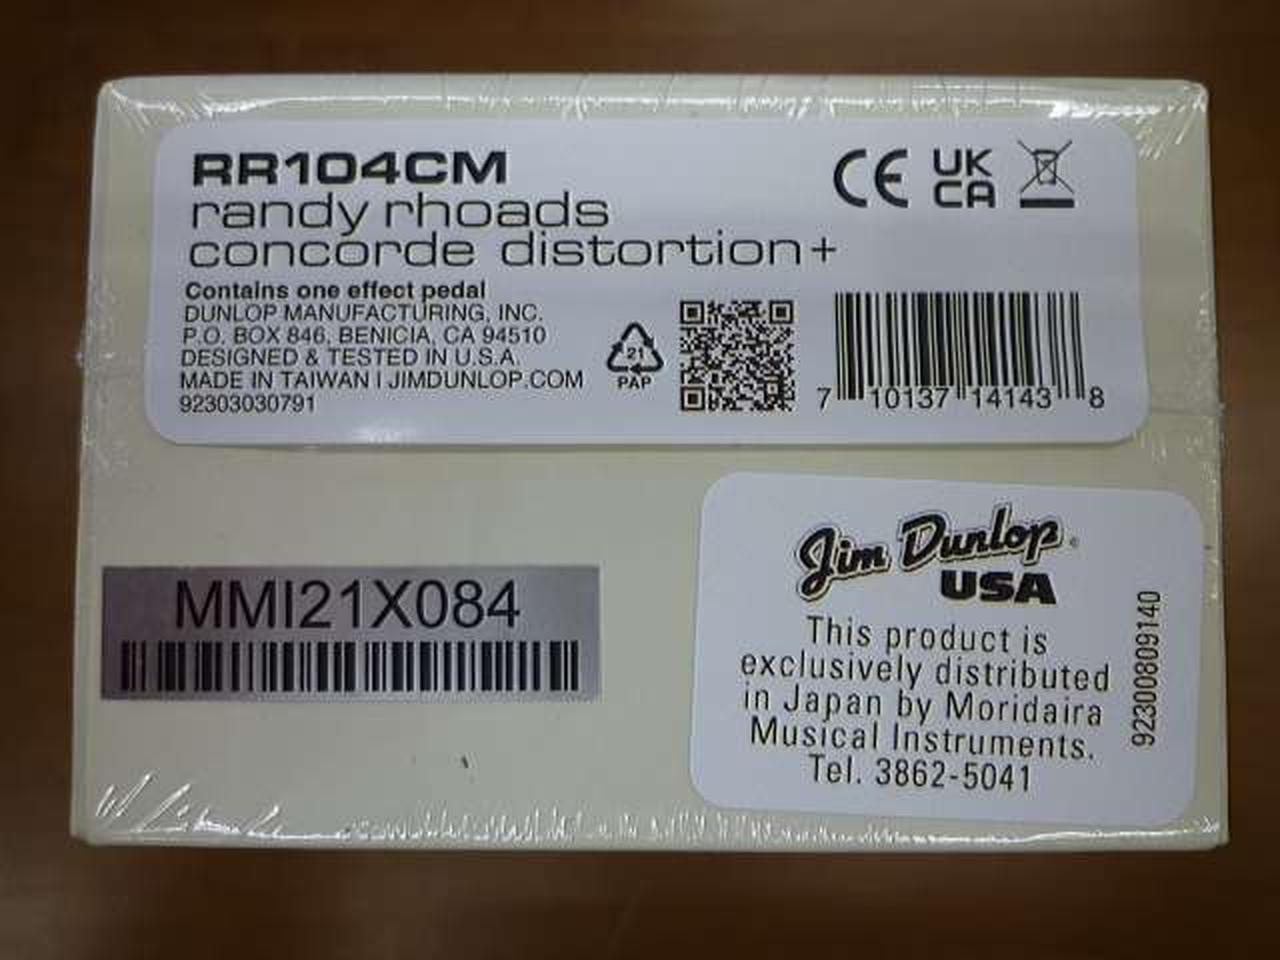 RR104CM
randy rhoads
concorde distortion+
Contains one effect pedal
DUNLOP MANUFACTURING, INC.
P.O. BOX 846, BENICIA, CA 94510
DESIGNED & TESTED IN U.S.A.
MADE IN TAIWAN | JIMDUNLOP.COM
92303030791
CE
UK
CA
21
PAP
7 10137 14143 8
MMI21X084
Jim Dunlop®
USA
This product is
exclusively distributed
in Japan by Moridaira
Musical Instruments.
Tel. 3862-5041
92300809140